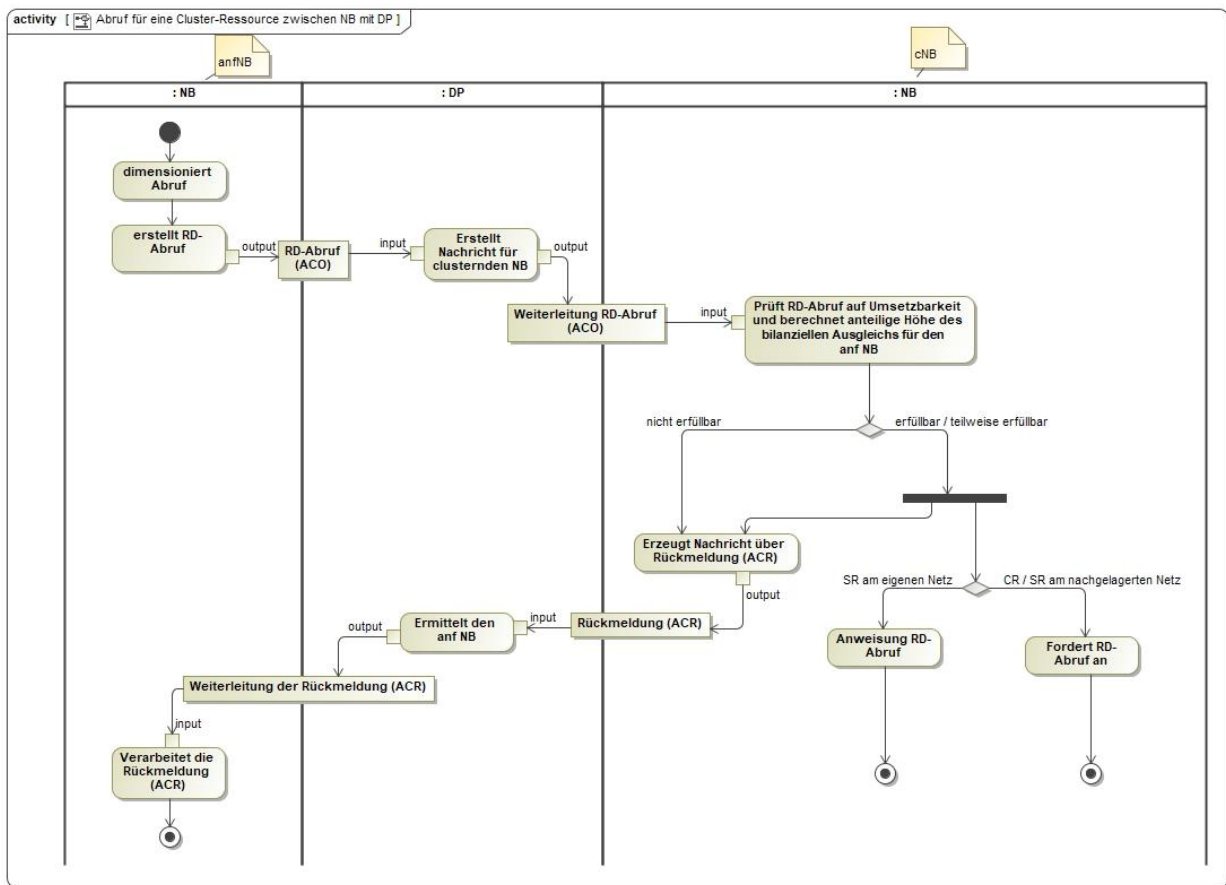 activity [ Abruf für eine Cluster-Ressource zwischen NB mit DP ]
anfNB
cNB
: NB
: DP
: NB
dimensioniert
Abruf
erstellt RD-
Abruf
output
RD-Abruf
(ACO)
input
Erstellt
Nachricht für
clusternden NB
output
Weiterleitung RD-Abruf
(ACO)
input
Prüft RD-Abruf auf Umsetzbarkeit
und berechnet anteilige Höhe des
bilanziellen Ausgleichs für den
anf NB
nicht erfüllbar
erfüllbar / teilweise erfüllbar
Erzeugt Nachricht über
Rückmeldung (ACR)
output
SR am eigenen Netz
CR / SR am nachgelagerten Netz
Anweisung RD-
Abruf
Fordert RD-
Abruf an
Rückmeldung (ACR)
input
Ermittelt den
anf NB
output
Weiterleitung der Rückmeldung (ACR)
input
Verarbeitet die
Rückmeldung
(ACR)